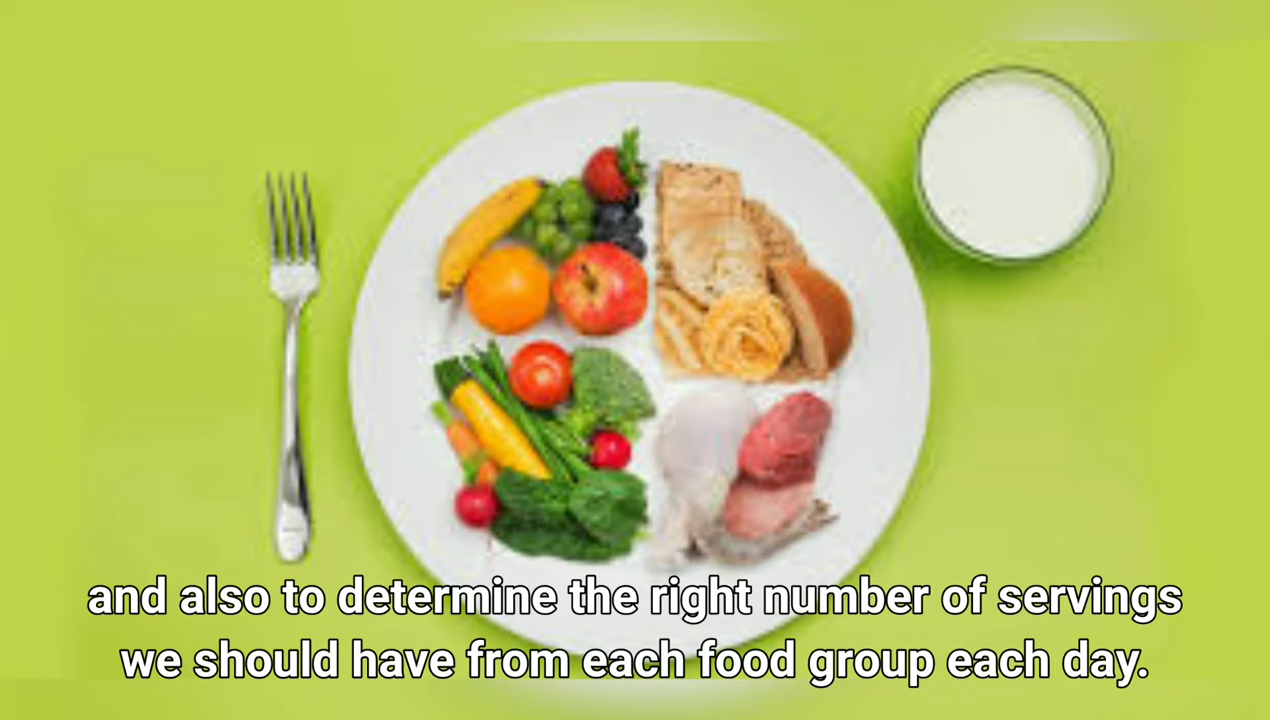 and also to determine the right number of servings
we should have from each food group each day.